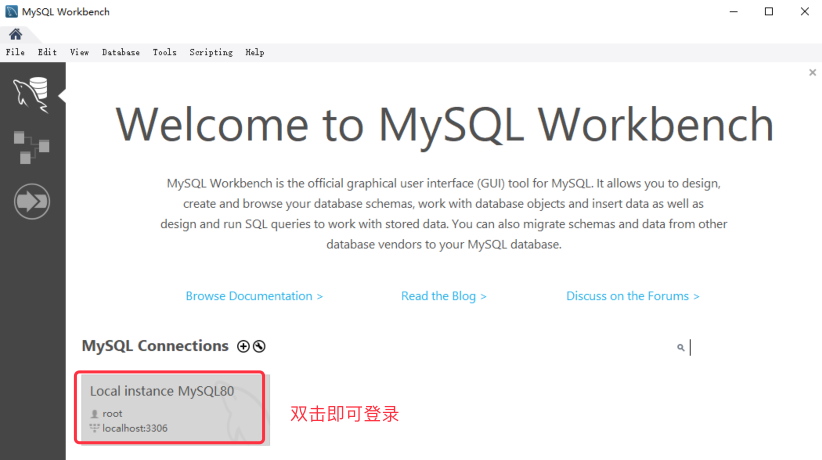 MySQL Workbench
File Edit View Database Tools Scripting Help
Welcome to MySQL Workbench
MySQL Workbench is the official graphical user interface (GUI) tool for MySQL. It allows you to design,
create and browse your database schemas, work with database objects and insert data as well as
design and run SQL queries to work with stored data. You can also migrate schemas and data from other
database vendors to your MySQL database.
Browse Documentation > Read the Blog > Discuss on the Forums >
MySQL Connections
Local instance MySQL80
root
localhost:3306
双击即可登录